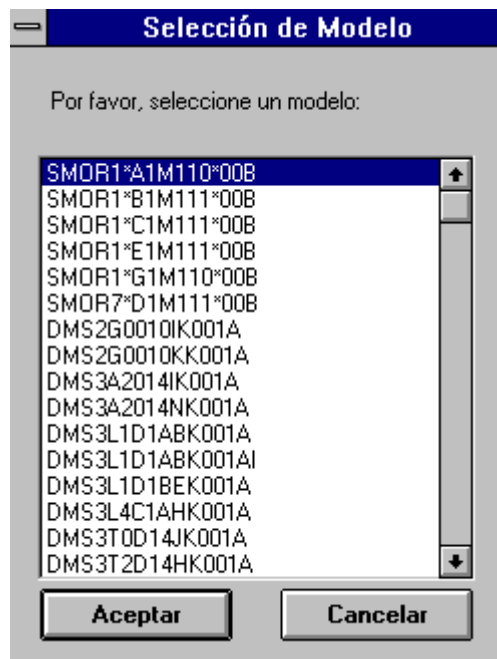 Selección de Modelo
Por favor, seleccione un modelo:
SMOR1*A1M110*00B
SMOR1*B1M111*00B
SMOR1*C1M111*00B
SMOR1*E1M111*00B
SMOR1*G1M110*00B
SMOR7*D1M111*00B
DMS2G0010IK001A
DMS2G0010KK001A
DMS3A2014IK001A
DMS3A2014NK001A
DMS3L1D1ABK001A
DMS3L1D1ABK001AI
DMS3L1D1BEK001A
DMS3L4C1AHK001A
DMS3T0D14JK001A
DMS3T2D14HK001A
Aceptar Cancelar